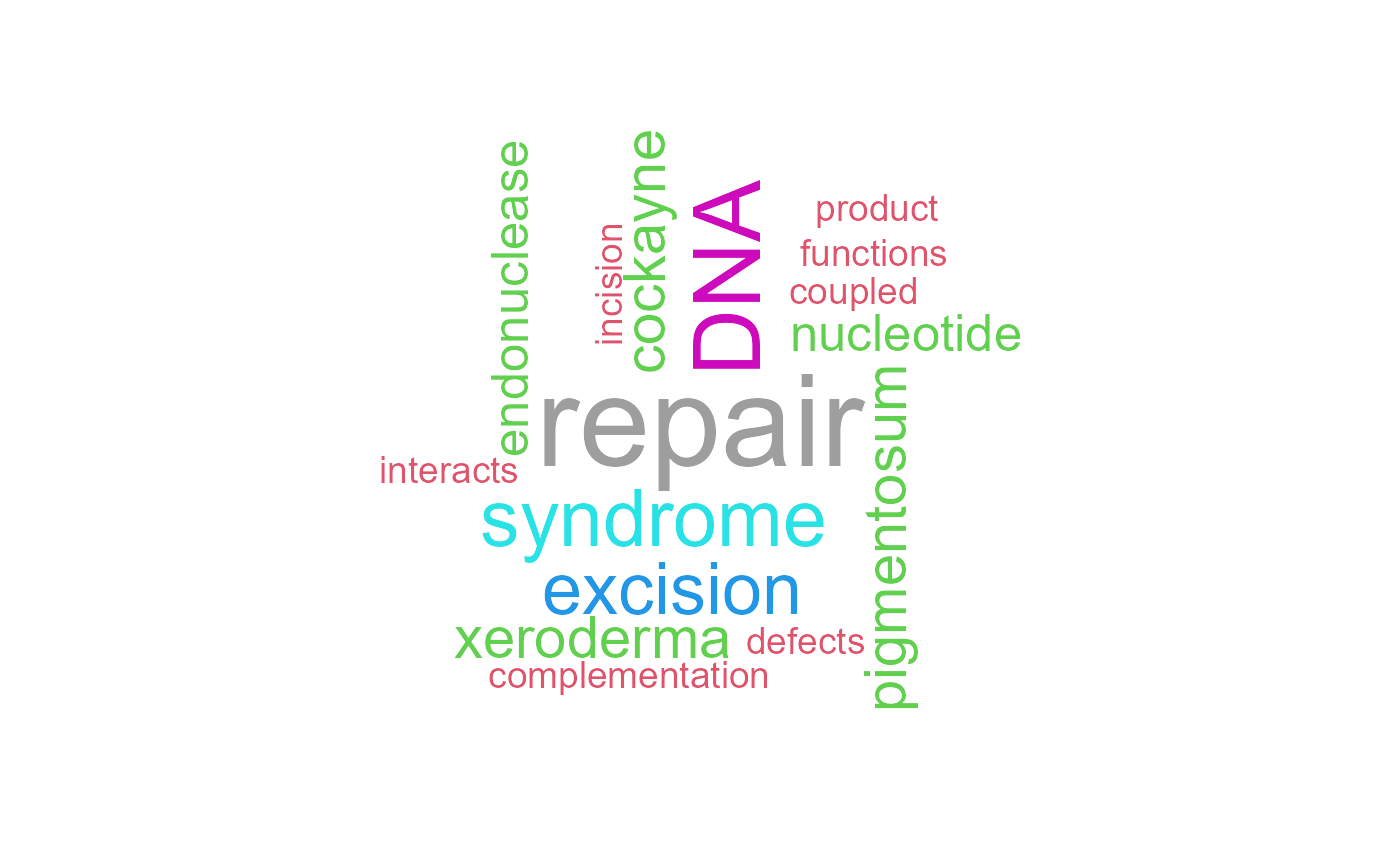 endonuclease
incision
cockayne
DNA
product
functions
coupled
nucleotide
repair
pigmentosum
interacts
syndrome
excision
xeroderma
defects
complementation